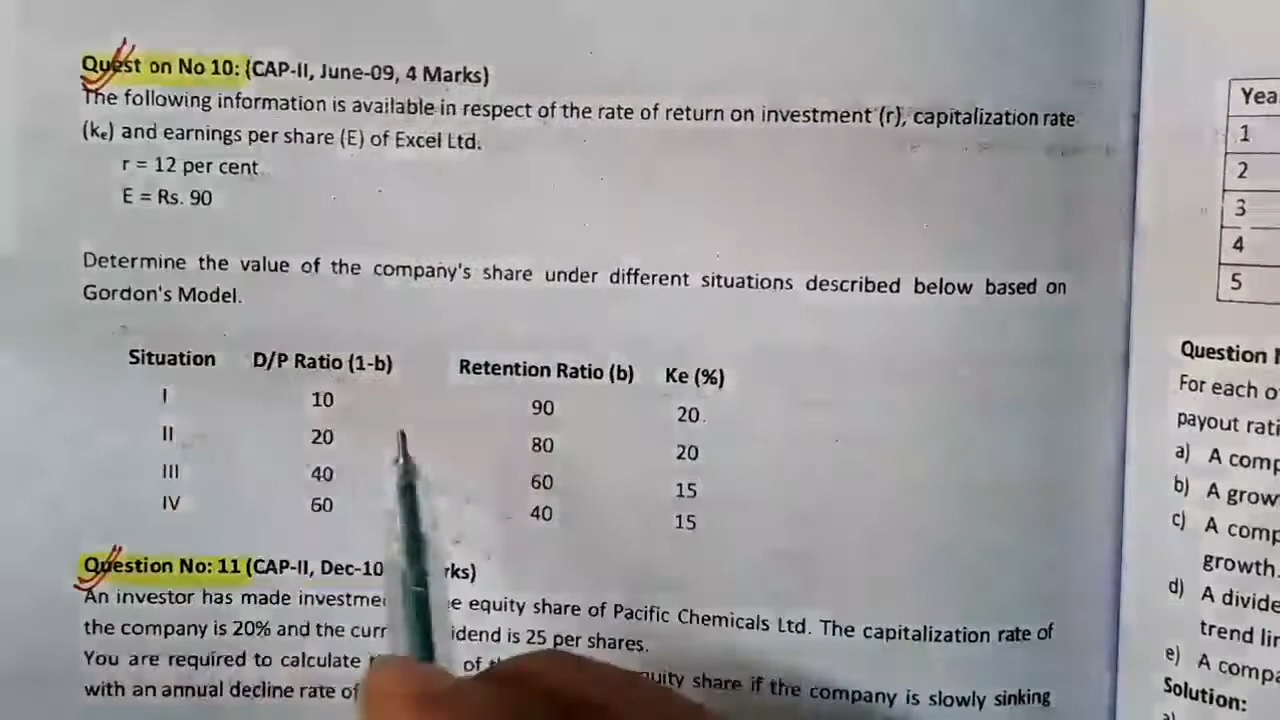 Quest on No 10: (CAP-II, June-09, 4 Marks)
The following information is available in respect of the rate of return on investment (r), capitalization rate
(ke) and earnings per share (E) of Excel Ltd.
r = 12 per cent
E = Rs. 90
Determine the value of the company's share under different situations described below based on
Gordon's Model.
Situation D/P Ratio (1-b) Retention Ratio (b) Ke (%)
I 10 90 20
II 20 80 20
III 40 60 15
IV 60 40 15
Question No: 11 (CAP-II, Dec-10 rks)
An investor has made equity share of Pacific Chemicals Ltd. The capitalization rate of
the company is 20% and the is 25 per shares.
You are required to calculate of share if the company is slowly sinking
with an annual decline rate of
Yea
1
2
3
4
5
Question
For each o
payout rati
a) A comp
b) A grow
c) A comp
growth.
d) A divide
trend lin
e) A compa
Solution: